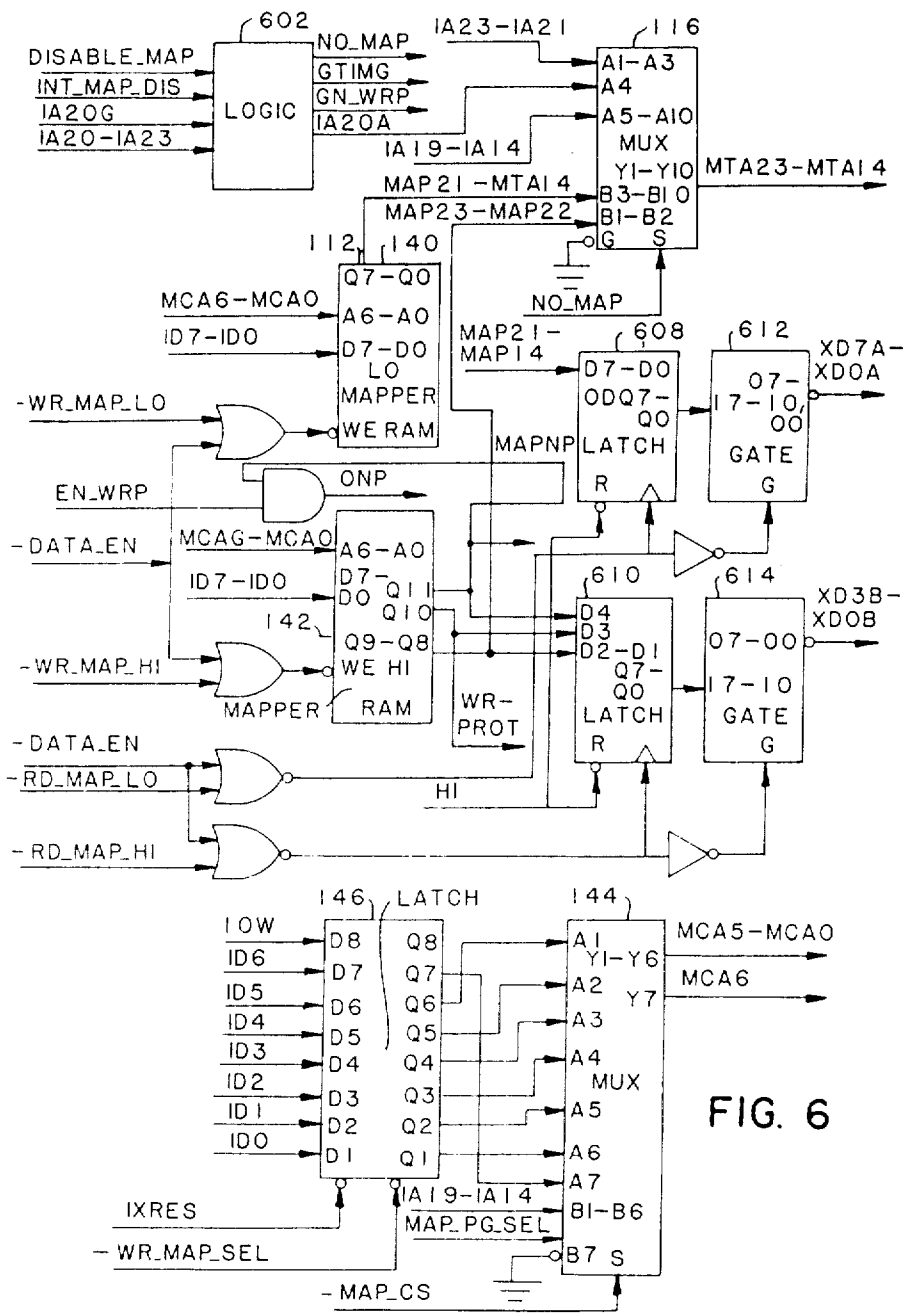 602
DISABLE_MAP
INT_MAP_DIS
IA20G
IA20-IA23
LOGIC
NO_MAP
GTIMG
GN_WRP
IA20A
IA23-IA21
116
A1-A3
A4
A5-A10
MUX
Y1-Y10
B3-B10
B1-B2
G S
IA19-IA14
MAP21-MTA14
MAP23-MAP22
MTA23-MTA14
NO_MAP
112
140
Q7-Q0
A6-A0
D7-D0
LO
MAPPER
WE RAM
MCA6-MCA0
ID7-ID0
-WR_MAP_LO
EN_WRP
ONP
MAPNP
-DATA_EN
MAP21-
MAP14
608
D7-D0
ODQ7-
Q0
LATCH
R
612
O7-
17-10,
OO
GATE
G
XD7A-
XD0A
MCAG-MCA0
ID7-ID0
142
A6-A0
D7-
D0
Q11
Q10
Q9-Q8
WE HI
RAM
MAPPER
-WR_MAP_HI
WR-
PROT
610
D4
D3
D2-D1
Q7-
Q0
LATCH
R
614
O7-OO
17-10
GATE
G
XD3B-
XD0B
-DATA_EN
-RD_MAP_LO
HI
-RD_MAP_HI
146
LATCH
IOW
ID6
ID5
ID4
ID3
ID2
ID1
ID0
D8 Q8
D7 Q7
D6 Q6
D5 Q5
D4 Q4
D3 Q3
D2 Q2
D1 Q1
IXRES
-WR_MAP_SEL
144
A1
Y1-Y6
A2
Y7
A3
A4
MUX
A5
A6
A7
B1-B6
B7 S
IA19-IA14
MAP_PG_SEL
-MAP_CS
MCA5-MCA0
MCA6
FIG. 6